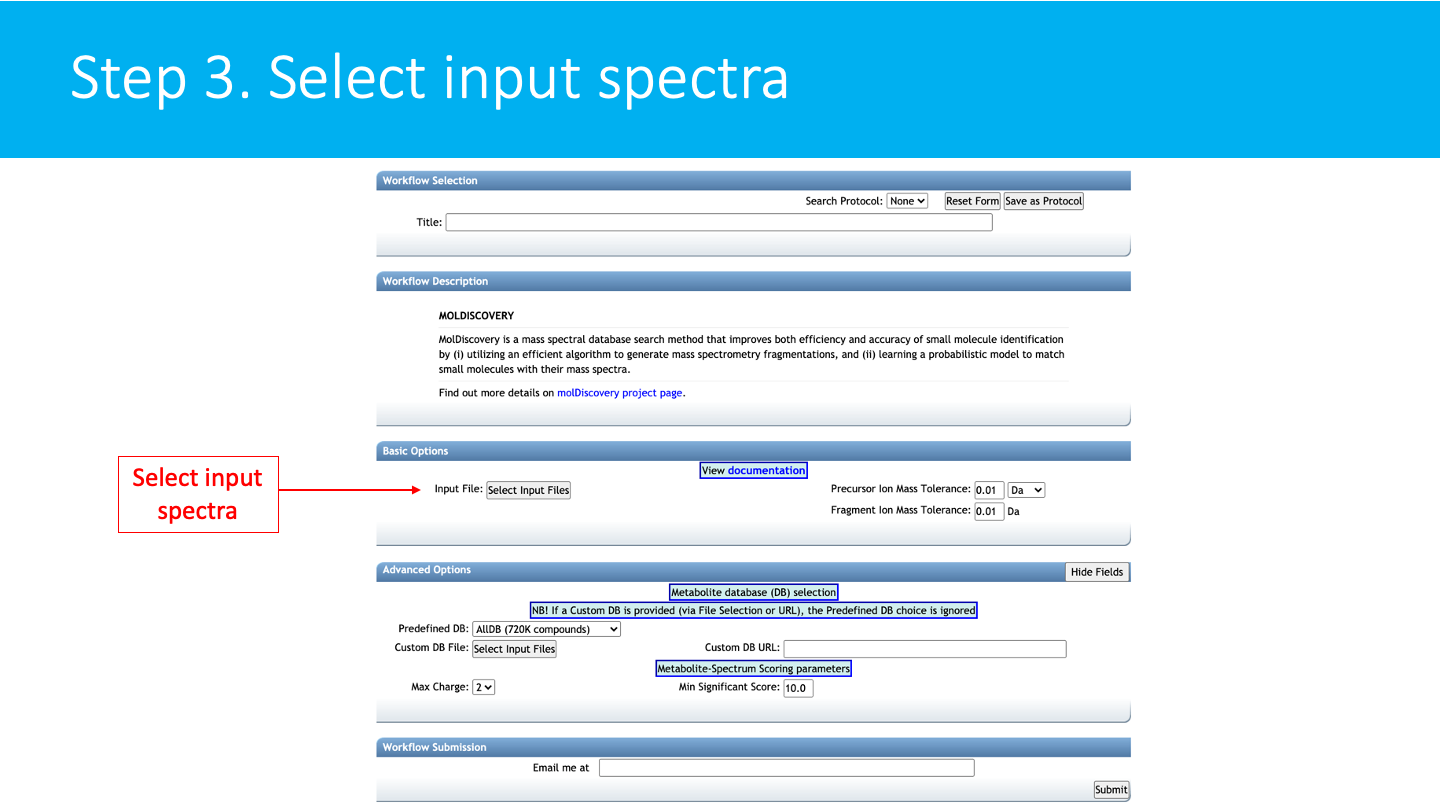 Step 3. Select input spectra
Workflow Selection
Search Protocol: None Reset Form Save as Protocol
Title:
Workflow Description
MOLDISCOVERY
MolDiscovery is a mass spectral database search method that improves both efficiency and accuracy of small molecule identification
by (i) utilizing an efficient algorithm to generate mass spectrometry fragmentations, and (ii) learning a probabilistic model to match
small molecules with their mass spectra.
Find out more details on molDiscovery project page.
Basic Options
View documentation
Select input
spectra
Input File: Select Input Files Precursor Ion Mass Tolerance: 0.01 Da
Fragment Ion Mass Tolerance: 0.01 Da
Advanced Options Hide Fields
Metabolite database (DB) selection
NB! If a Custom DB is provided (via File Selection or URL), the Predefined DB choice is ignored
Predefined DB: AllDB (720K compounds)
Custom DB File: Select Input Files Custom DB URL:
Metabolite-Spectrum Scoring parameters
Max Charge: 2 Min Significant Score: 10.0
Workflow Submission
Email me at
Submit